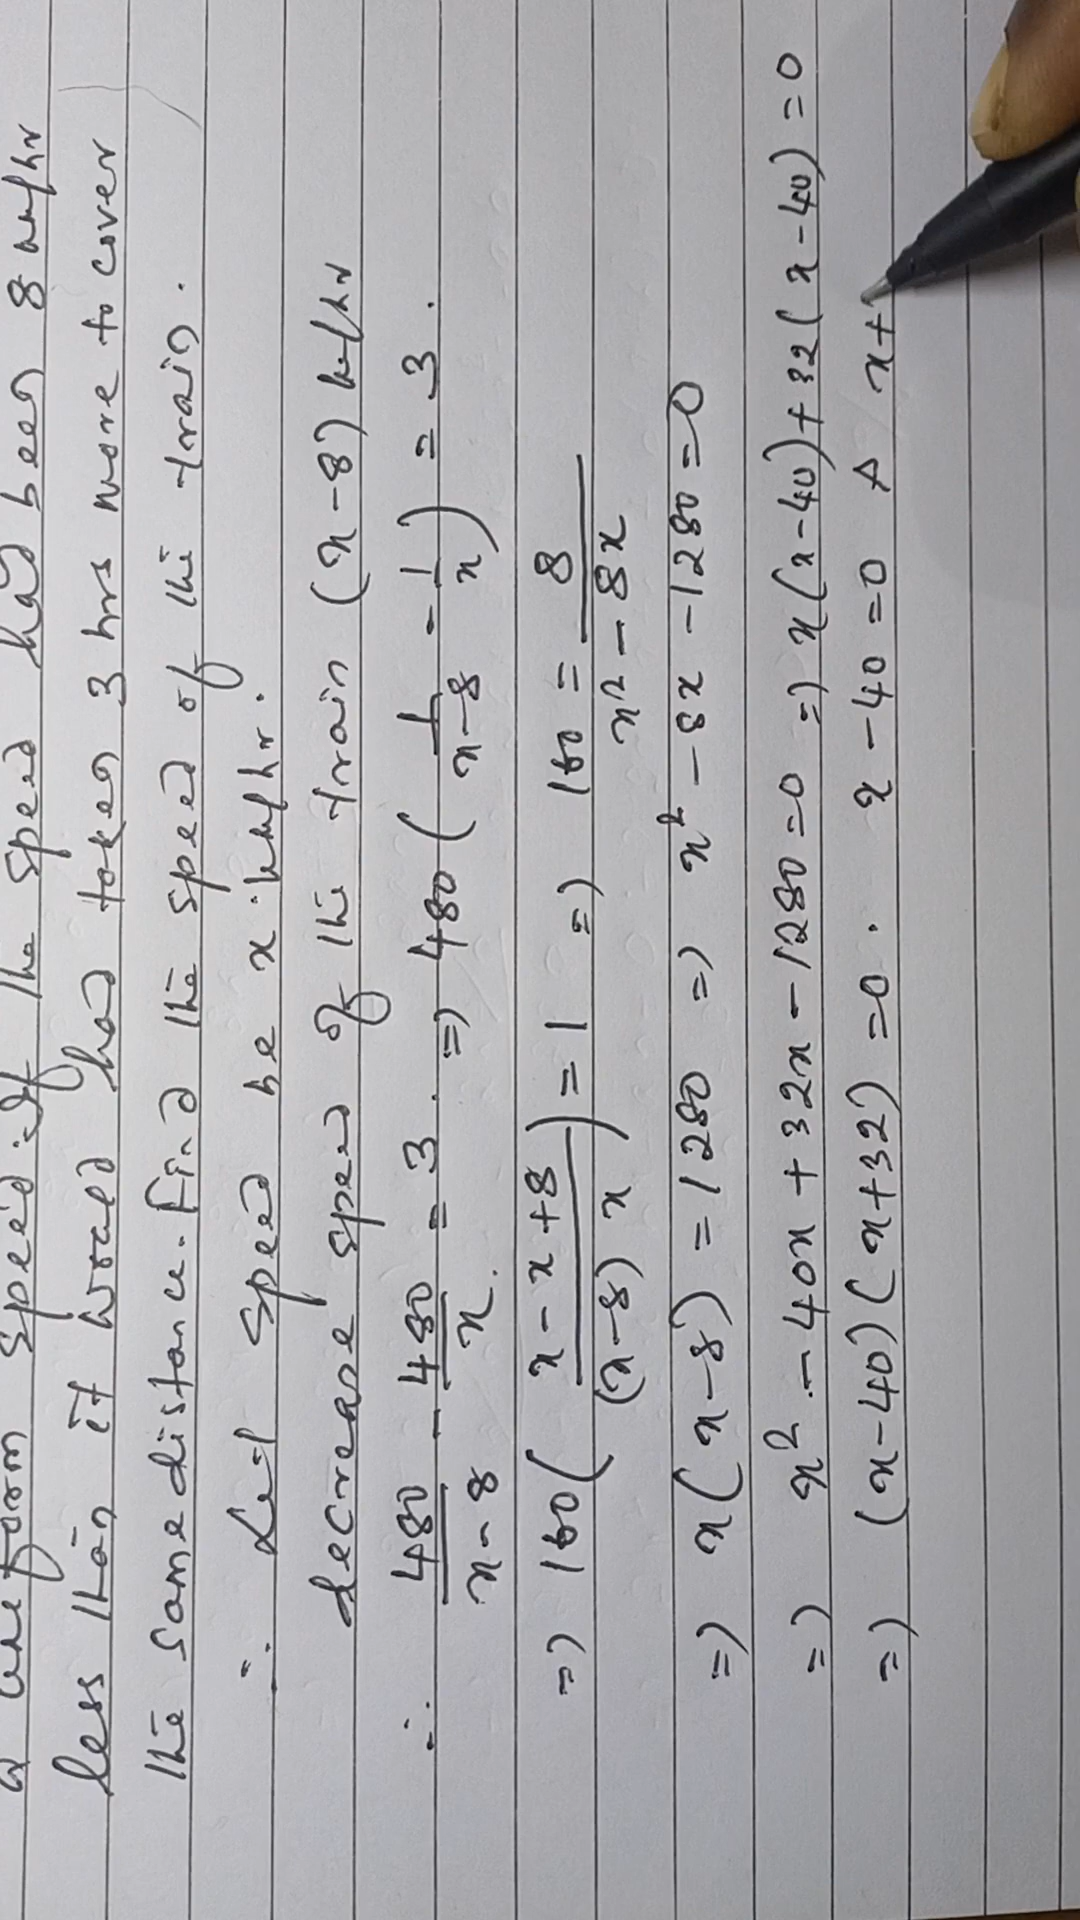 a uniform speed. If the speed had been 8 km/hr
less than it would had taken 3 hrs more to cover
the same distance. find the speed of the train.
∴ Let speed be x km/hr.
decrease speed of the train (x-8) km/hr
∴ 480/(x-8) - 480/x = 3. => 480(1/(x-8) - 1/x) = 3.
=> 160((x-x+8)/((x-8)x)) = 1 => 160 = 8/(x²-8x)
=> x(x-8) = 1280 => x² - 8x - 1280 = 0
=> x² - 40x + 32x - 1280 = 0 => x(x-40) + 32(x-40) = 0
=> (x-40)(x+32) = 0. x - 40 = 0 x+